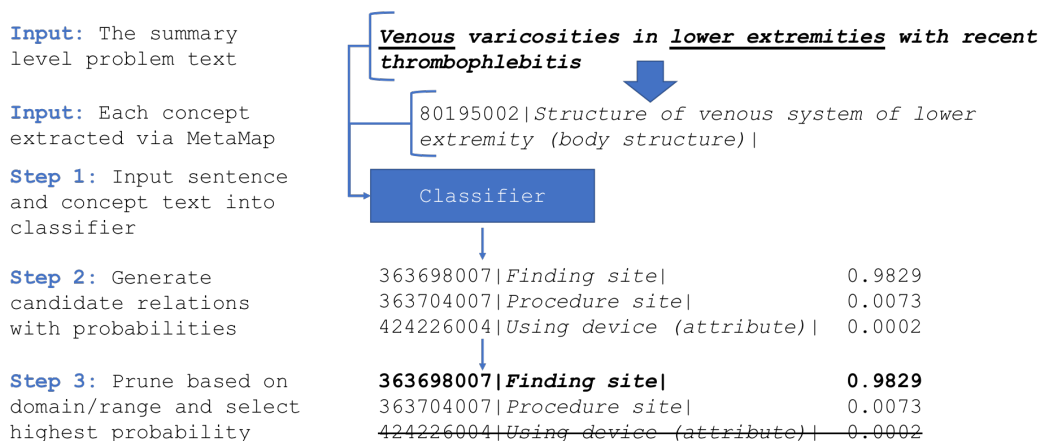 Input: The summary
level problem text
Venous varicosities in lower extremities with recent
thrombophlebitis
Input: Each concept
extracted via MetaMap
80195002|Structure of venous system of lower
extremity (body structure)|
Step 1: Input sentence
and concept text into
classifier
Classifier
Step 2: Generate
candidate relations
with probabilities
363698007|Finding site| 0.9829
363704007|Procedure site| 0.0073
424226004|Using device (attribute)| 0.0002
Step 3: Prune based on
domain/range and select
highest probability
363698007|Finding site| 0.9829
363704007|Procedure site| 0.0073
424226004|Using device (attribute)| 0.0002